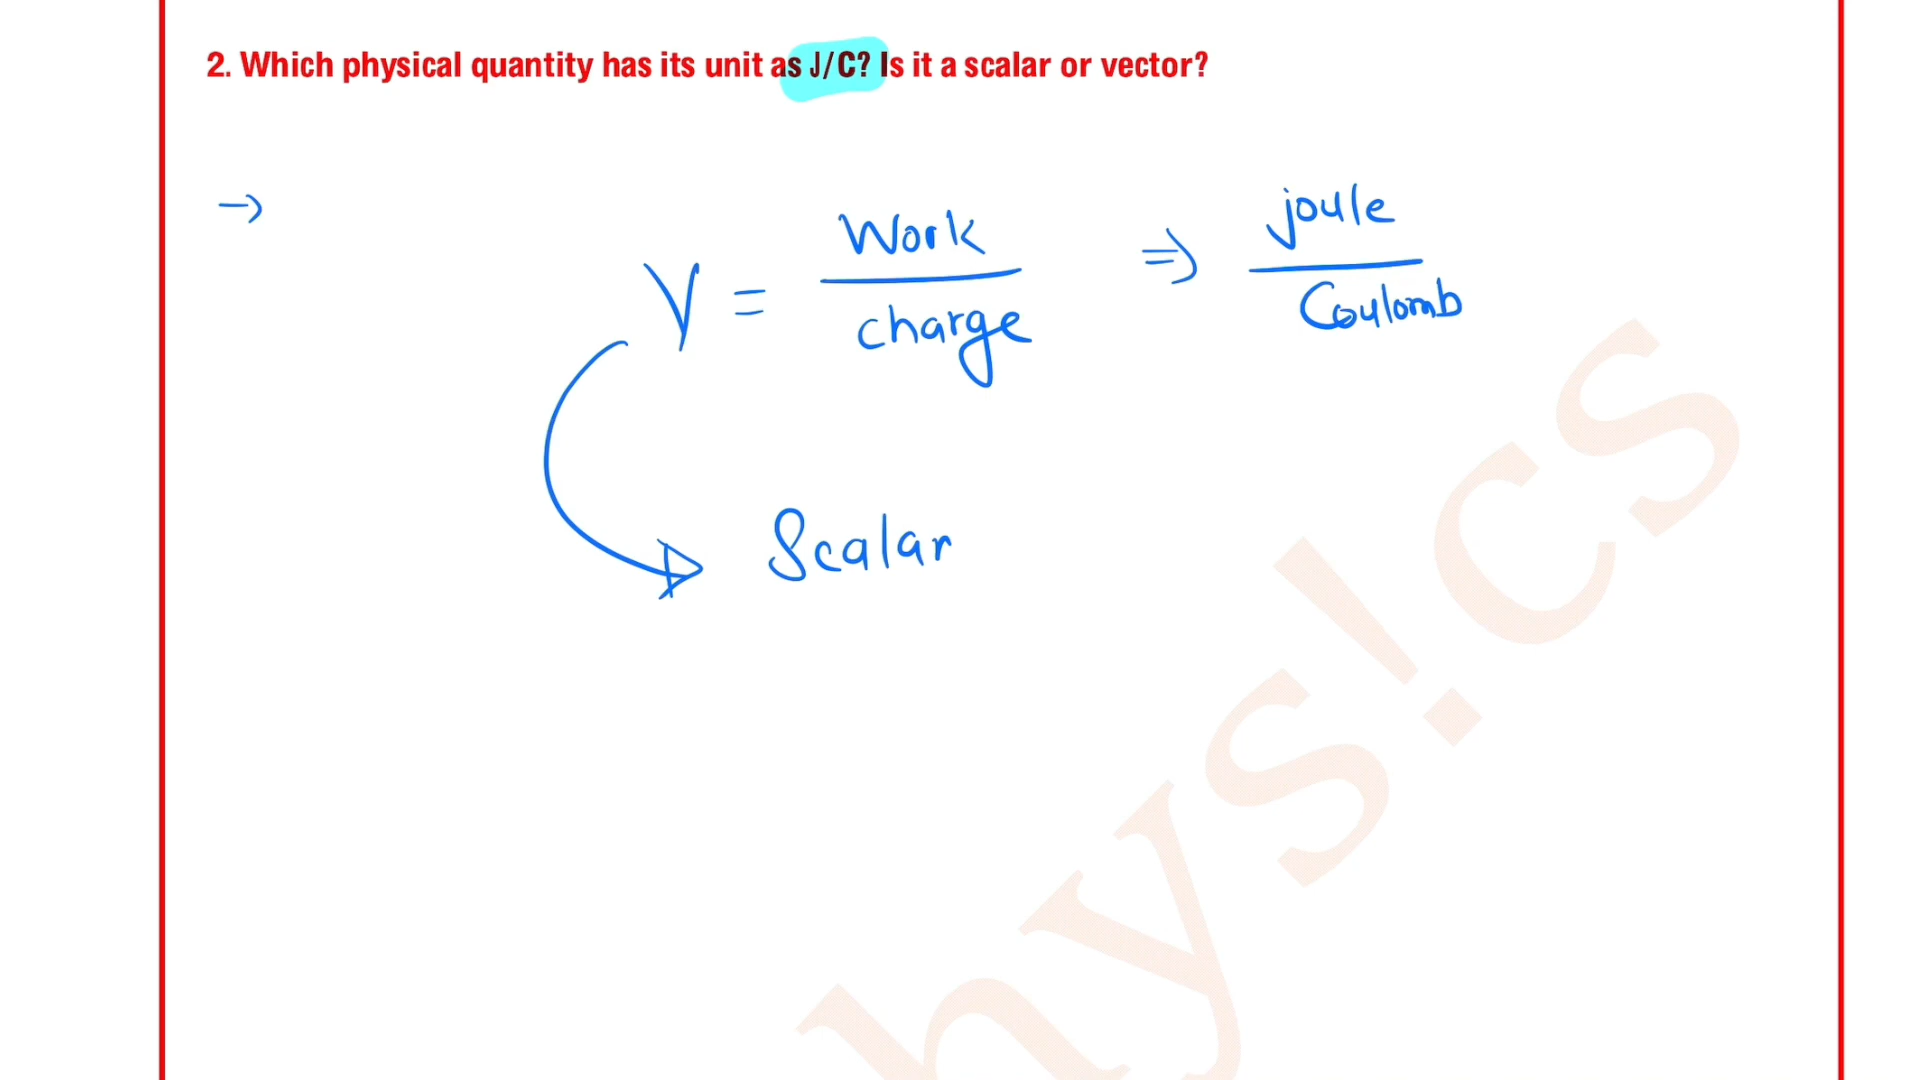 2. Which physical quantity has its unit as J/C? Is it a scalar or vector?
→ V = Work / charge ⇒ joule / Coulomb
Scalar
hys!cs